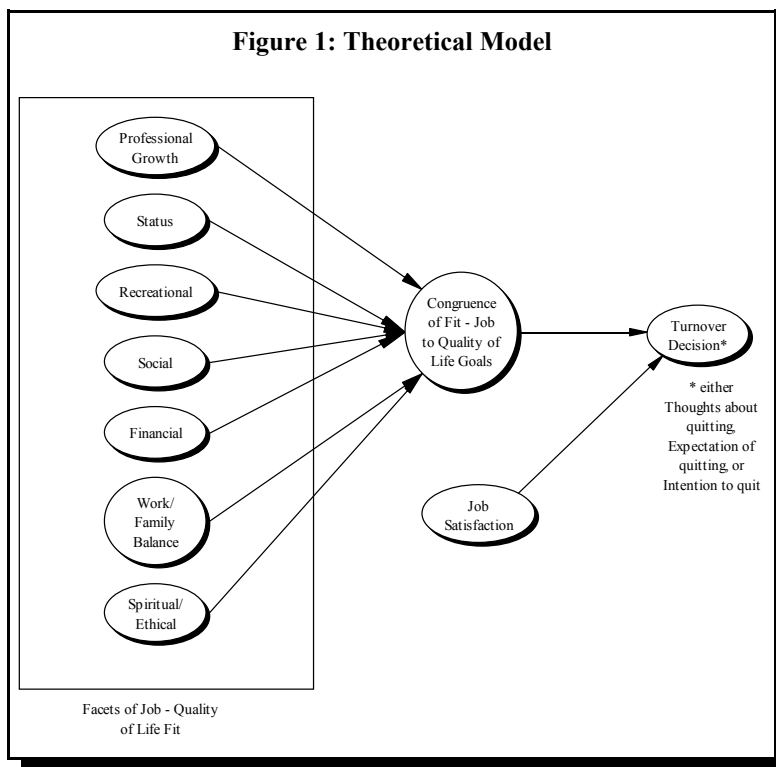 Figure 1: Theoretical Model
Professional
Growth
Status
Recreational
Social
Financial
Work/
Family
Balance
Spiritual/
Ethical
Facets of Job - Quality
of Life Fit
Congruence
of Fit - Job
to Quality of
Life Goals
Job
Satisfaction
Turnover
Decision*
* either
Thoughts about
quitting,
Expectation of
quitting, or
Intention to quit